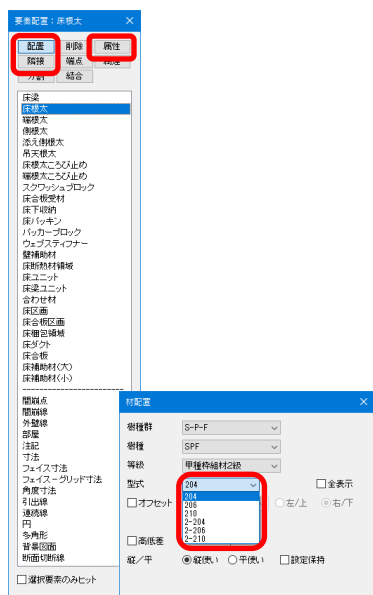 要素配置：床根太
配置 削除 属性
隣接 端点
分割 結合
床梁
床根太
端根太
側根太
添え側根太
吊天根太
床根太ころび止め
端根太ころび止め
スクワッシュブロック
床合板受材
床下収納
床パッキン
パッカーブロック
ウェブスティフナー
壁補助材
床断熱材領域
床ユニット
床梁ユニット
合わせ材
床区画
床合板区画
床梱包領域
床ダクト
床合板
床補助材(大)
床補助材(小)
間崩点
間崩線
外壁線
部屋
注記
寸法
フェイス寸法
フェイス－グリッド寸法
角度寸法
引出線
連続線
円
多角形
背景図面
断面切断線
選択要素のみヒット
材配置
樹種群 S-P-F
樹種 SPF
等級 甲種枠組材2級
型式 204 全表示
204
206
210
2-204
2-206
2-210
オフセット 左/上 右/下
高低差
縦/平 縦使い 平使い 設定保持